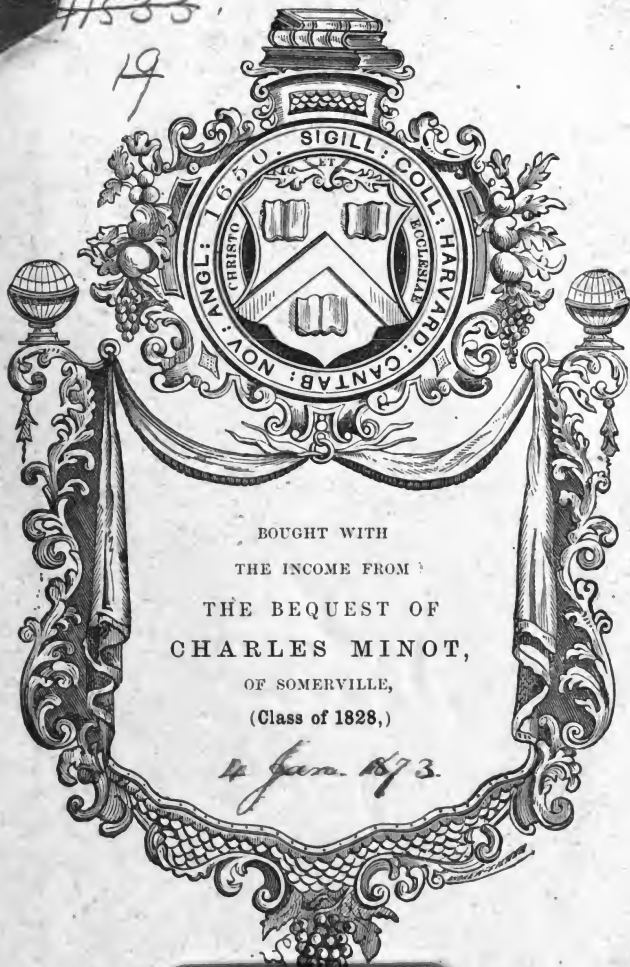 19
SIGILL: COLL: HARVARD: CANTAB: NOV: ANGL: 1650.
CHRISTO
ET
ECCLESIAE
BOUGHT WITH
THE INCOME FROM
THE BEQUEST OF
CHARLES MINOT,
OF SOMERVILLE,
(Class of 1828,)
4 Jan. 1873.